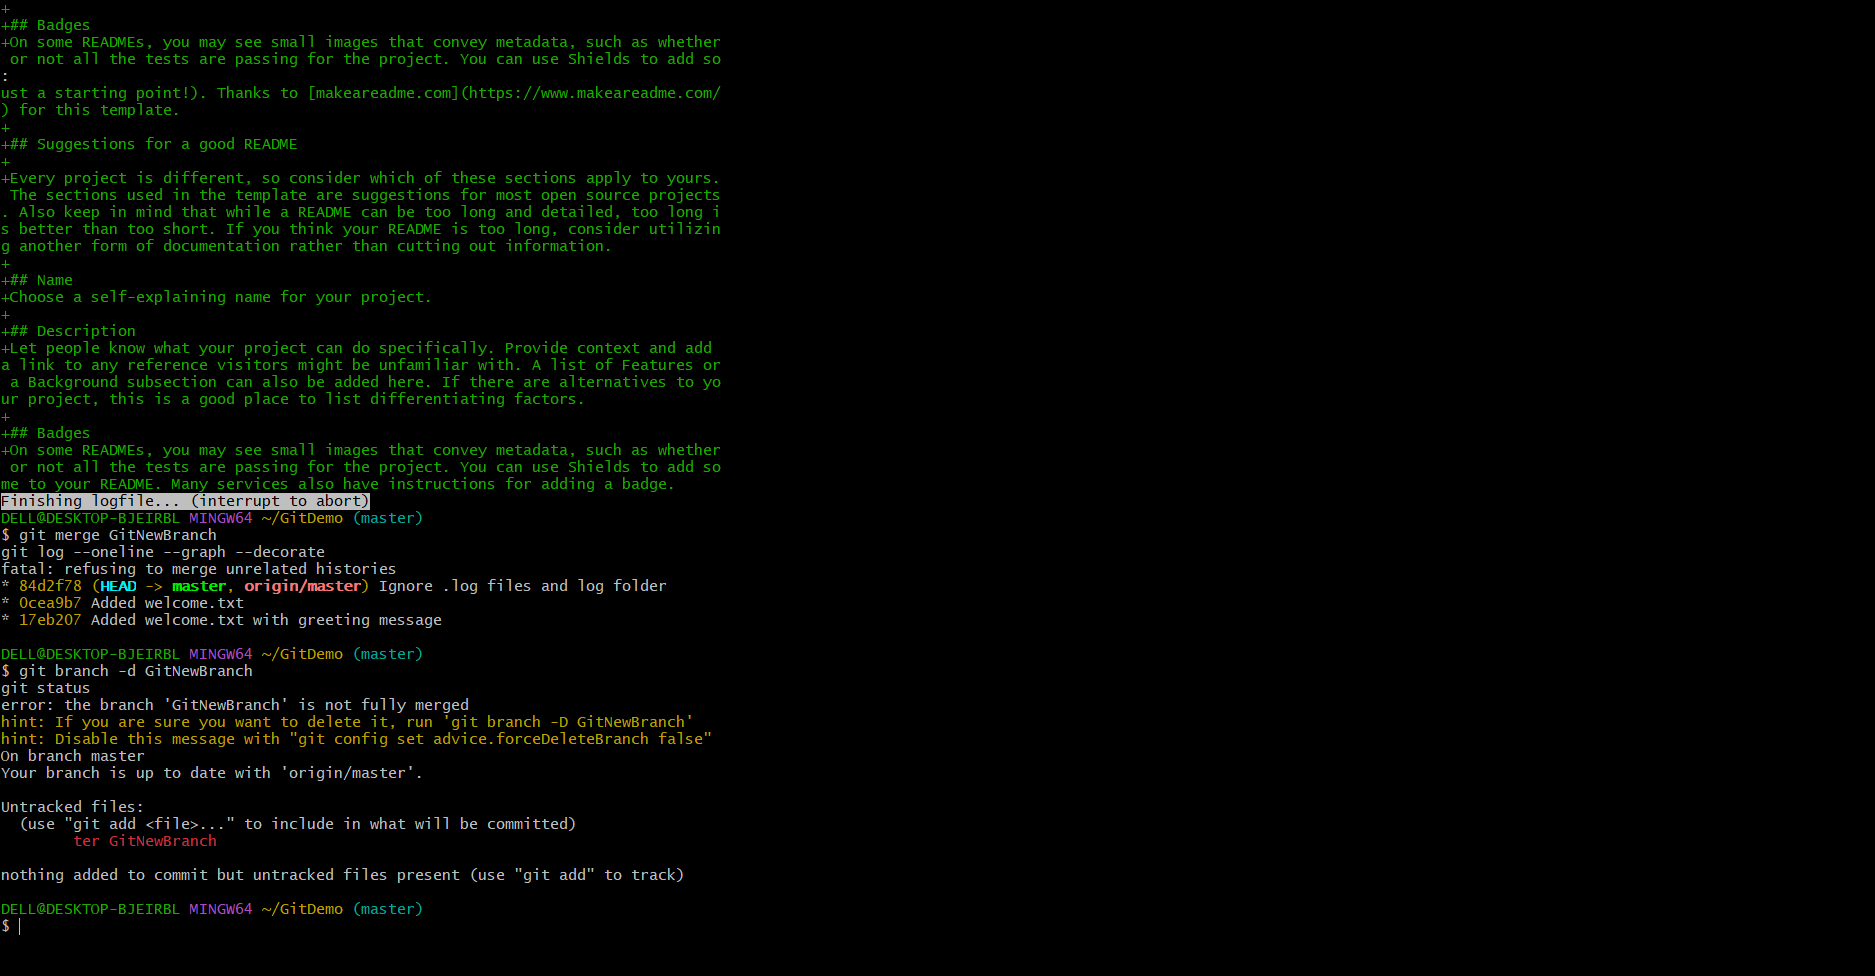 +
+## Badges
+On some READMEs, you may see small images that convey metadata, such as whether
 or not all the tests are passing for the project. You can use Shields to add so
:
ust a starting point!). Thanks to [makeareadme.com](https://www.makeareadme.com/
) for this template.
+
+## Suggestions for a good README
+
+Every project is different, so consider which of these sections apply to yours.
 The sections used in the template are suggestions for most open source projects
. Also keep in mind that while a README can be too long and detailed, too long i
s better than too short. If you think your README is too long, consider utilizin
g another form of documentation rather than cutting out information.
+
+## Name
+Choose a self-explaining name for your project.
+
+## Description
+Let people know what your project can do specifically. Provide context and add
a link to any reference visitors might be unfamiliar with. A list of Features or
 a Background subsection can also be added here. If there are alternatives to yo
ur project, this is a good place to list differentiating factors.
+
+## Badges
+On some READMEs, you may see small images that convey metadata, such as whether
 or not all the tests are passing for the project. You can use Shields to add so
me to your README. Many services also have instructions for adding a badge.
Finishing logfile... (interrupt to abort)
DELL@DESKTOP-BJEIRBL MINGW64 ~/GitDemo (master)
$ git merge GitNewBranch
git log --oneline --graph --decorate
fatal: refusing to merge unrelated histories
* 84d2f78 (HEAD -> master, origin/master) Ignore .log files and log folder
* 0cea9b7 Added welcome.txt
* 17eb207 Added welcome.txt with greeting message

DELL@DESKTOP-BJEIRBL MINGW64 ~/GitDemo (master)
$ git branch -d GitNewBranch
git status
error: the branch 'GitNewBranch' is not fully merged
hint: If you are sure you want to delete it, run 'git branch -D GitNewBranch'
hint: Disable this message with "git config set advice.forceDeleteBranch false"
On branch master
Your branch is up to date with 'origin/master'.

Untracked files:
  (use "git add <file>..." to include in what will be committed)
        ter GitNewBranch

nothing added to commit but untracked files present (use "git add" to track)

DELL@DESKTOP-BJEIRBL MINGW64 ~/GitDemo (master)
$